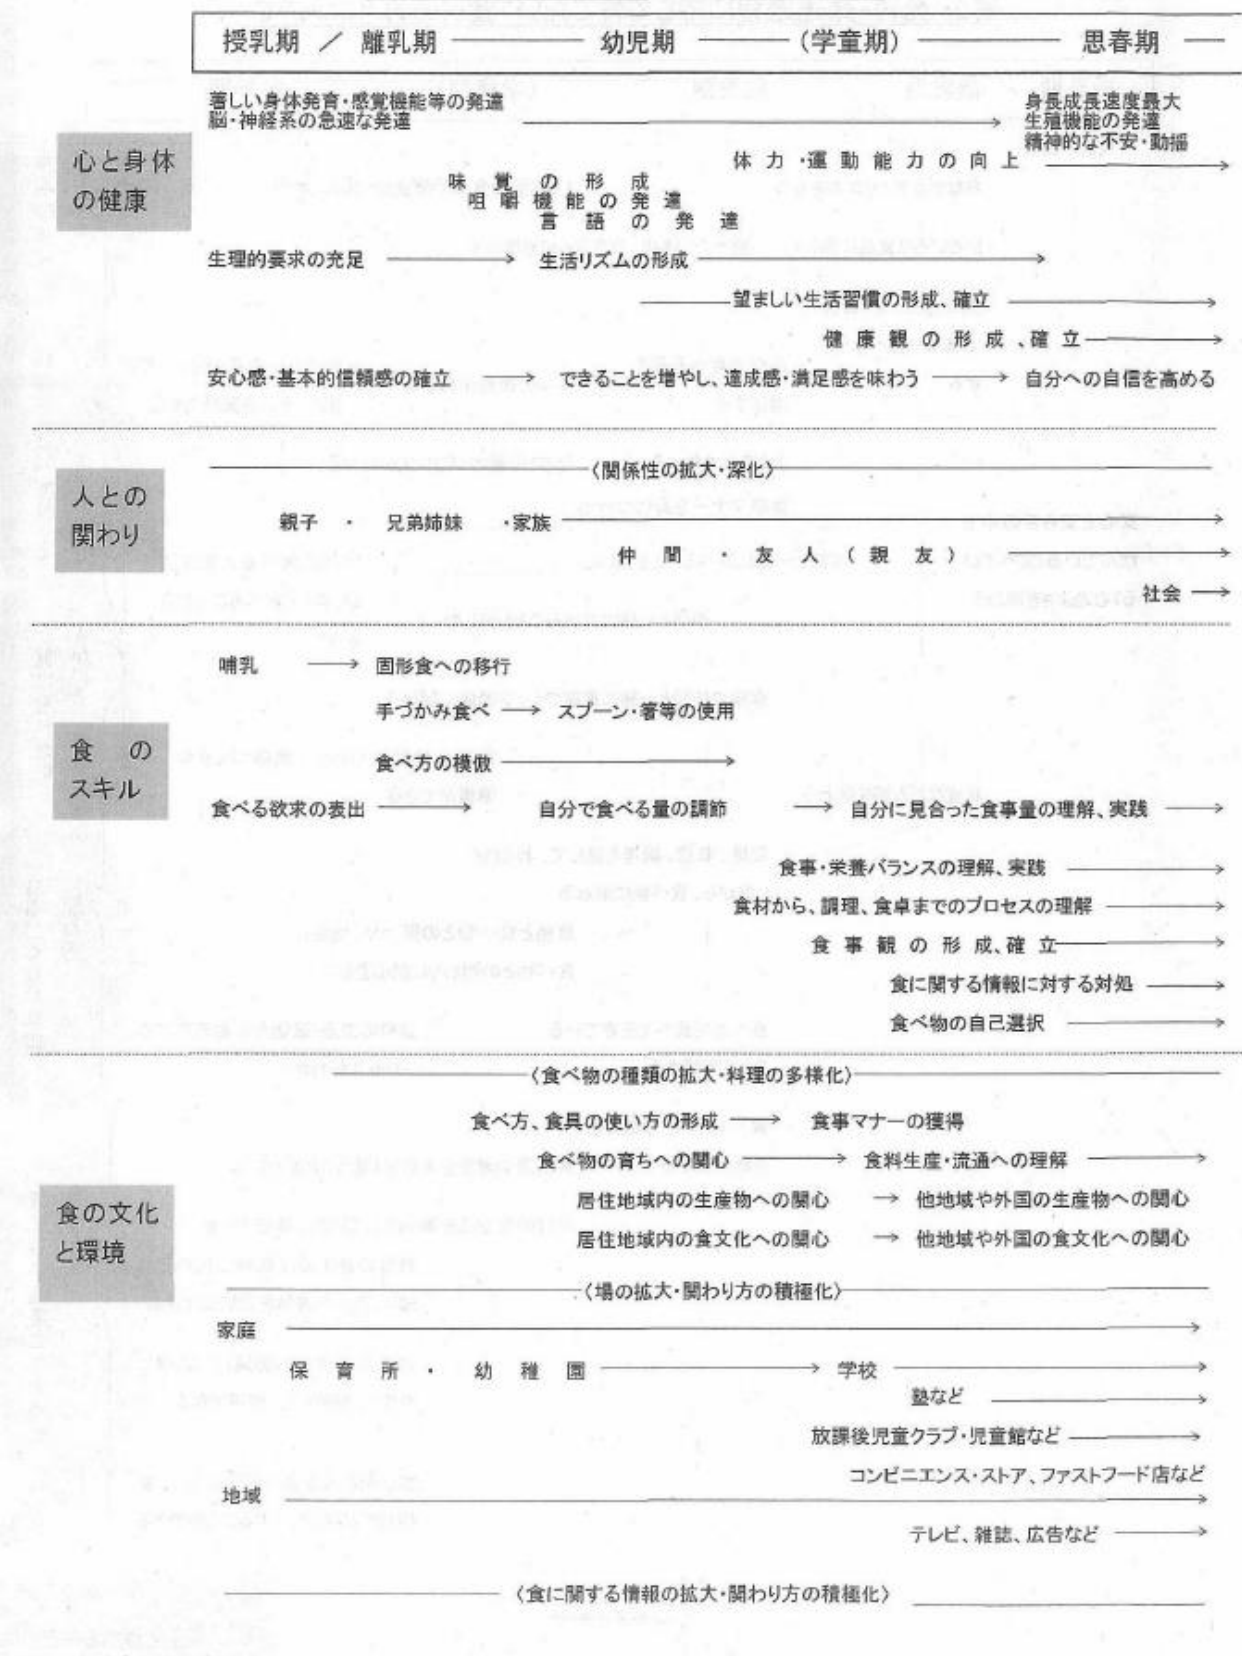 授乳期 / 離乳期 幼児期 (学童期) 思春期
心と身体
の健康
著しい身体発育・感覚機能等の発達
脳・神経系の急速な発達
身長成長速度最大
生殖機能の発達
精神的な不安・動揺
体力・運動能力の向上
味覚の形成
咀嚼機能の発達
言語の発達
生理的要求の充足 → 生活リズムの形成 →
望ましい生活習慣の形成、確立 →
健康観の形成、確立 →
安心感・基本的信頼感の確立 → できることを増やし、達成感・満足感を味わう → 自分への自信を高める
人との
関わり
〈関係性の拡大・深化〉
親子 ・ 兄弟姉妹 ・家族 →
仲間・友人(親友) →
社会 →
食の
スキル
哺乳 → 固形食への移行
手づかみ食べ → スプーン・箸等の使用
食べ方の模倣 →
食べる欲求の表出 → 自分で食べる量の調節 → 自分に見合った食事量の理解、実践 →
食事・栄養バランスの理解、実践 →
食材から、調理、食卓までのプロセスの理解 →
食事観の形成、確立 →
食に関する情報に対する対処 →
食べ物の自己選択 →
食の文化
と環境
〈食べ物の種類の拡大・料理の多様化〉
食べ方、食具の使い方の形成 → 食事マナーの獲得
食べ物の育ちへの関心 → 食料生産・流通への理解 →
居住地域内の生産物への関心 → 他地域や外国の生産物への関心
居住地域内の食文化への関心 → 他地域や外国の食文化への関心
〈場の拡大・関わり方の積極化〉
家庭 →
保育所・幼稚園 → 学校 →
塾など →
放課後児童クラブ・児童館など →
コンビニエンス・ストア、ファストフード店など
地域 →
テレビ、雑誌、広告など →
〈食に関する情報の拡大・関わり方の積極化〉